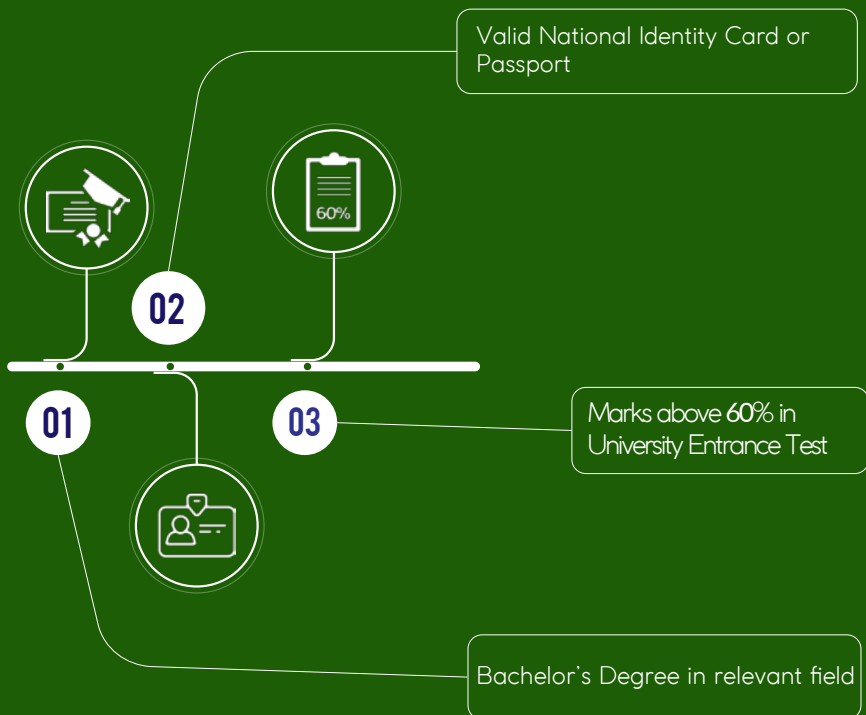 Valid National Identity Card or
Passport
60%
02
01
03
Marks above 60% in
University Entrance Test
Bachelor's Degree in relevant field